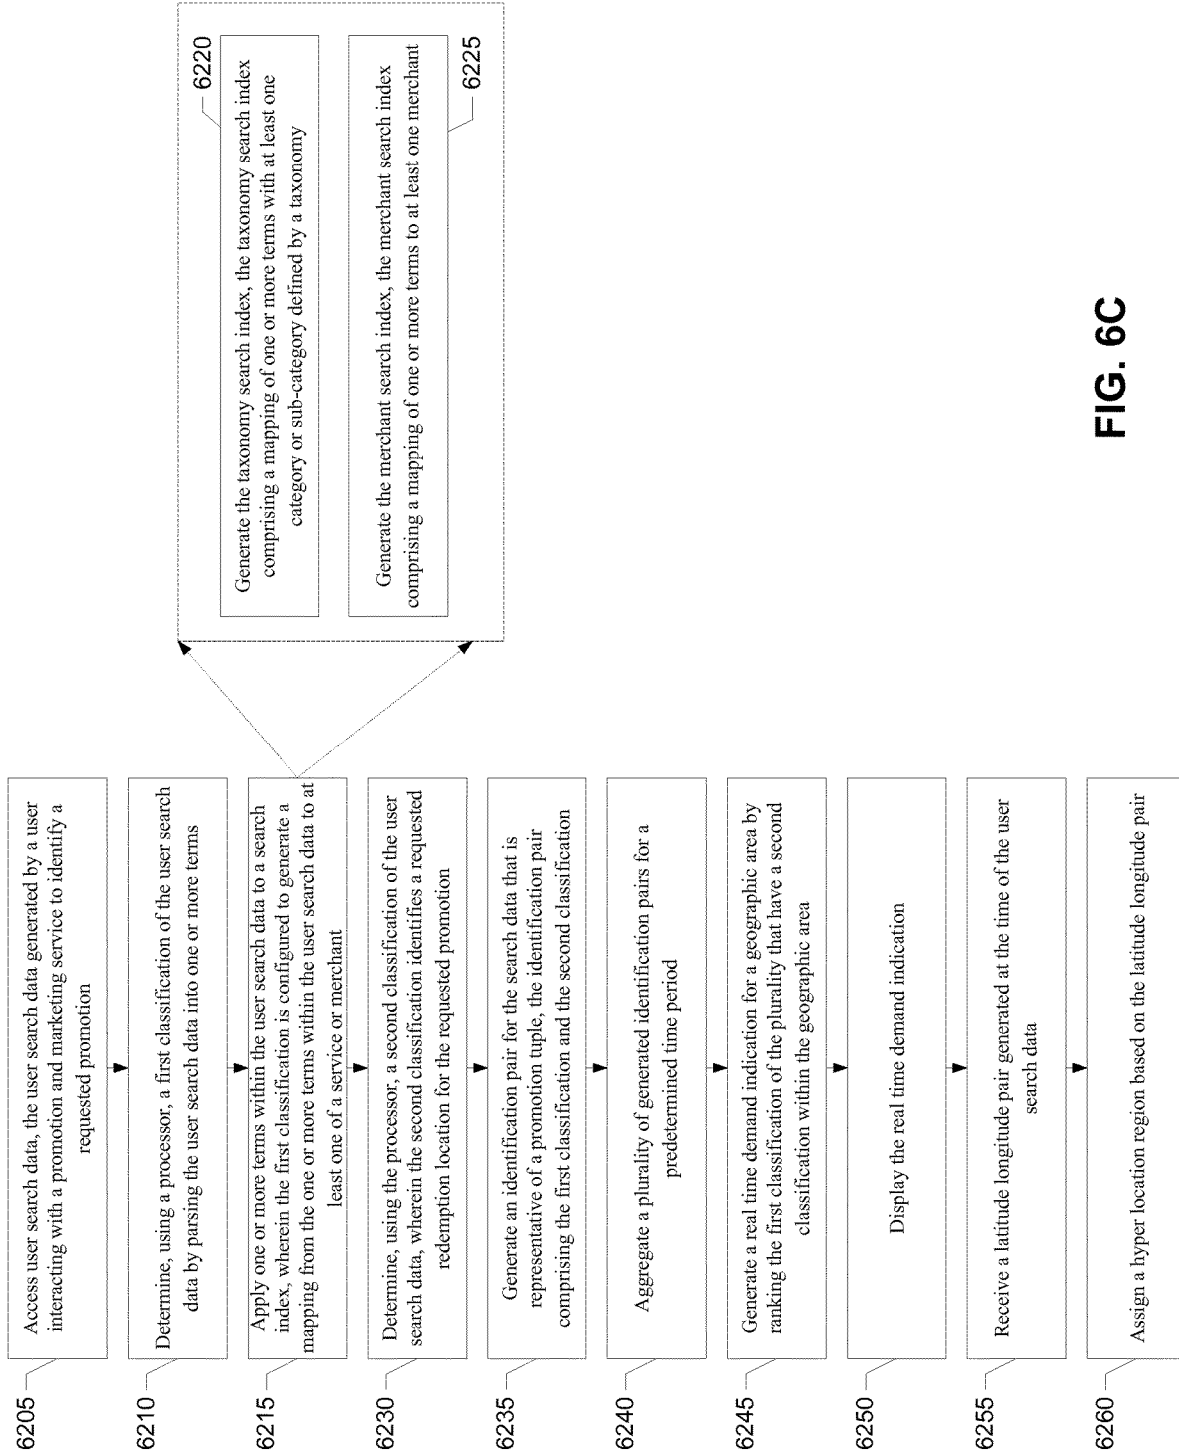 6205
Access user search data, the user search data generated by a user
interacting with a promotion and marketing service to identify a
requested promotion
6210
Determine, using a processor, a first classification of the user search
data by parsing the user search data into one or more terms
6215
Apply one or more terms within the user search data to a search
index, wherein the first classification is configured to generate a
mapping from the one or more terms within the user search data to at
least one of a service or merchant
6220
Generate the taxonomy search index, the taxonomy search index
comprising a mapping of one or more terms with at least one
category or sub-category defined by a taxonomy
6225
Generate the merchant search index, the merchant search index
comprising a mapping of one or more terms to at least one merchant
6230
Determine, using the processor, a second classification of the user
search data, wherein the second classification identifies a requested
redemption location for the requested promotion
6235
Generate an identification pair for the search data that is
representative of a promotion tuple, the identification pair
comprising the first classification and the second classification
6240
Aggregate a plurality of generated identification pairs for a
predetermined time period
6245
Generate a real time demand indication for a geographic area by
ranking the first classification of the plurality that have a second
classification within the geographic area
6250
Display the real time demand indication
6255
Receive a latitude longitude pair generated at the time of the user
search data
6260
Assign a hyper location region based on the latitude longitude pair
FIG. 6C